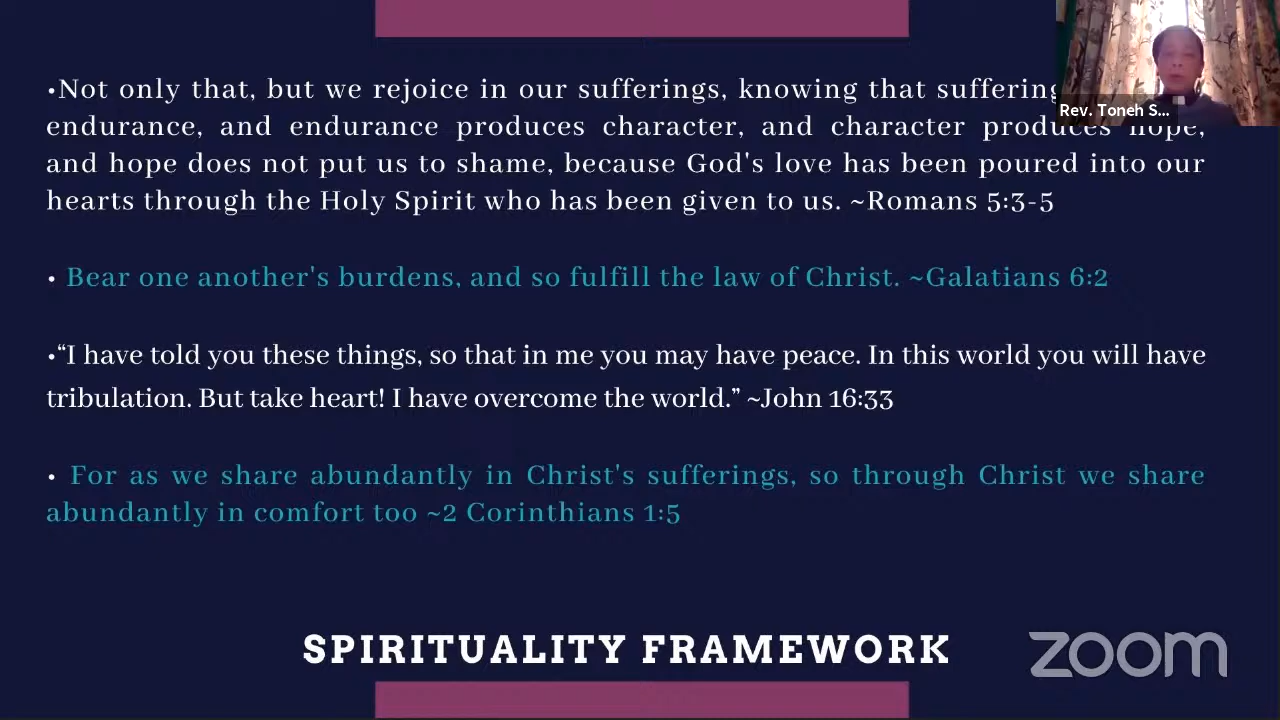 •Not only that, but we rejoice in our sufferings, knowing that suffering
Rev. Toneh S...
endurance, and endurance produces character, and character produces hope,
and hope does not put us to shame, because God's love has been poured into our
hearts through the Holy Spirit who has been given to us. ~Romans 5:3-5
• Bear one another's burdens, and so fulfill the law of Christ. ~Galatians 6:2
•“I have told you these things, so that in me you may have peace. In this world you will have
tribulation. But take heart! I have overcome the world.” ~John 16:33
• For as we share abundantly in Christ's sufferings, so through Christ we share
abundantly in comfort too ~2 Corinthians 1:5
SPIRITUALITY FRAMEWORK
zoom